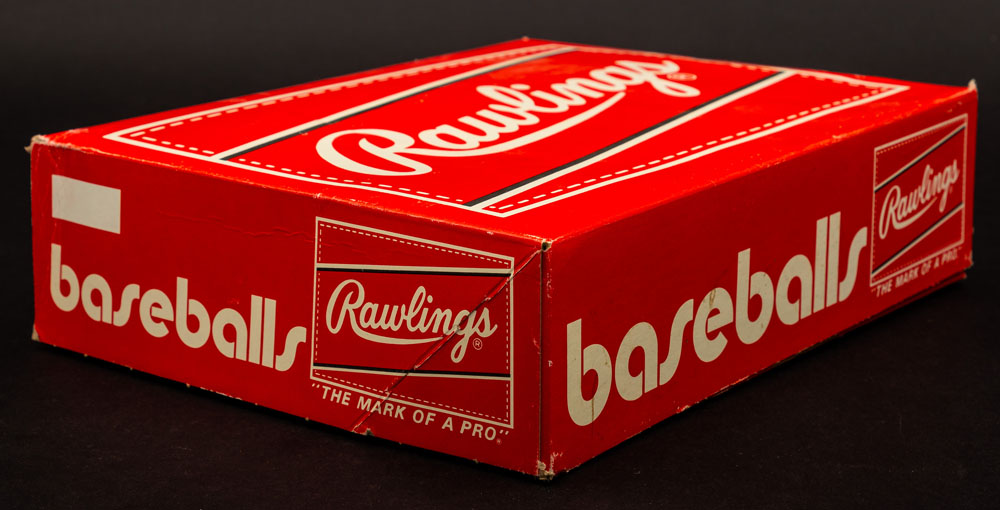 Rawlings®
baseballs
Rawlings®
"THE MARK OF A PRO."®
baseballs
Rawlings
"THE MARK OF A PRO."